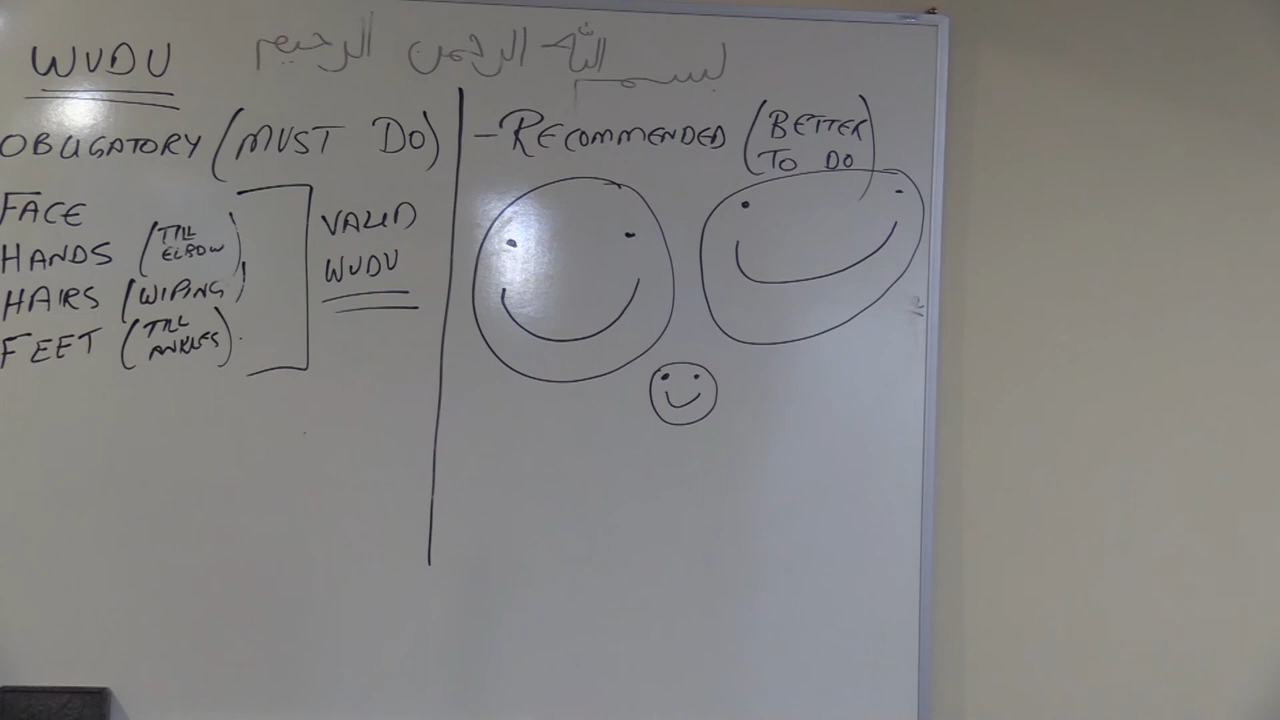 بسم الله الرحمن الرحيم
WUDU
OBLIGATORY (MUST DO)
FACE
HANDS (TILL ELBOW)
HAIRS (WIPING)
FEET (TILL ANKLES).
VALID
WUDU
- RECOMMENDED (BETTER
TO DO)